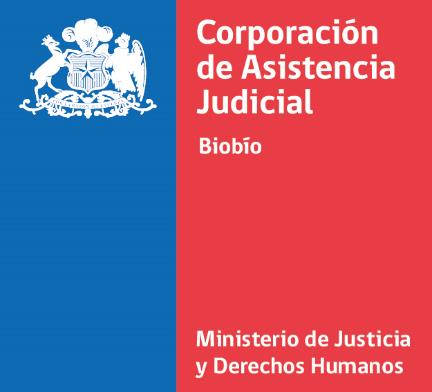 Corporación
de Asistencia
Judicial
Biobío
Ministerio de Justicia
y Derechos Humanos